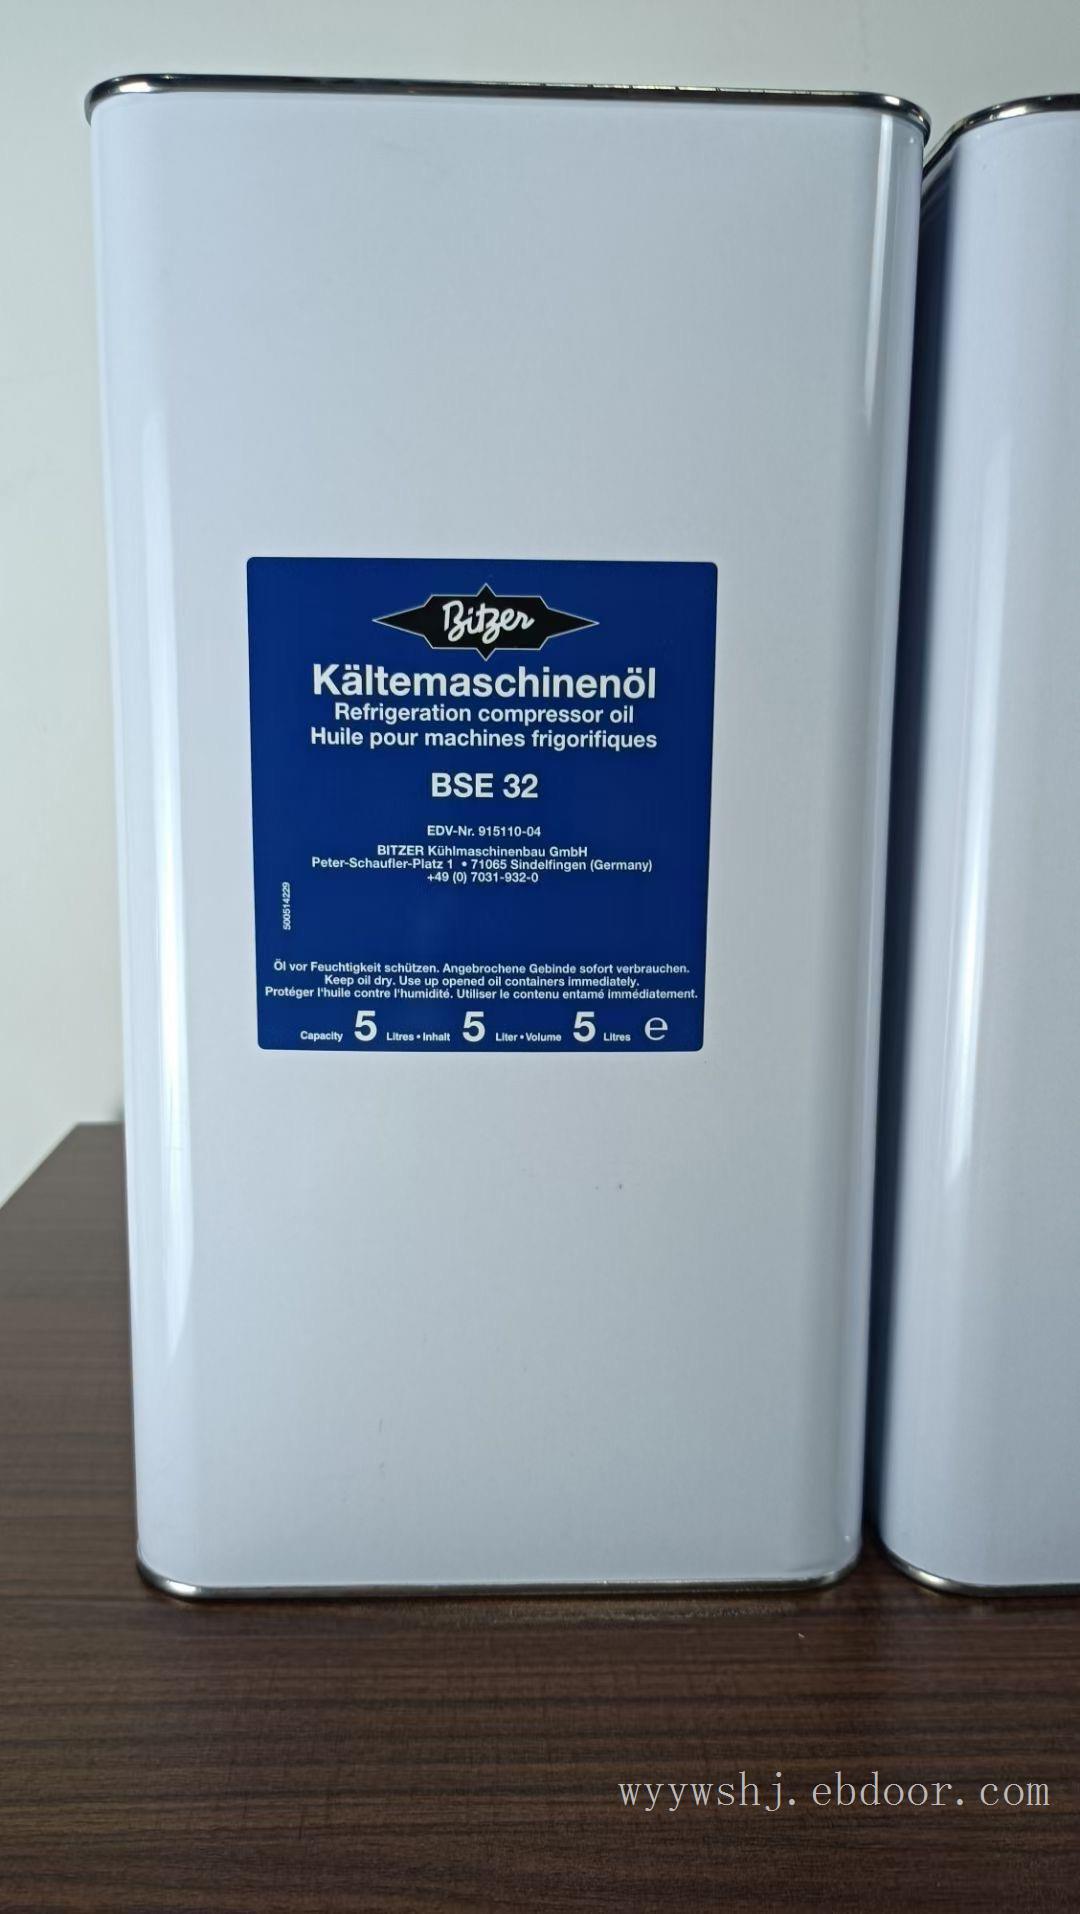 Bitzer
Kältemaschinenöl
Refrigeration compressor oil
Huile pour machines frigorifiques
BSE 32
EDV-Nr. 915110-04
BITZER Kühlmaschinenbau GmbH
Peter-Schaufler-Platz 1 • 71065 Sindelfingen (Germany)
+49 (0) 7031-932-0
500514229
Öl vor Feuchtigkeit schützen. Angebrochene Gebinde sofort verbrauchen.
Keep oil dry. Use up opened oil containers immediately.
Protéger l'huile contre l'humidité. Utiliser le contenu entamé immédiatement.
Capacity 5 Litres • Inhalt 5 Liter • Volume 5 Litres ℮
wyywshj.ebdoor.com